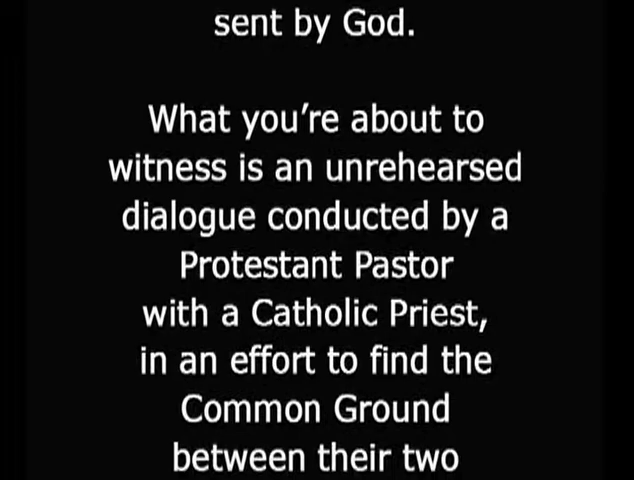 sent by God.
What you're about to
witness is an unrehearsed
dialogue conducted by a
Protestant Pastor
with a Catholic Priest,
in an effort to find the
Common Ground
between their two